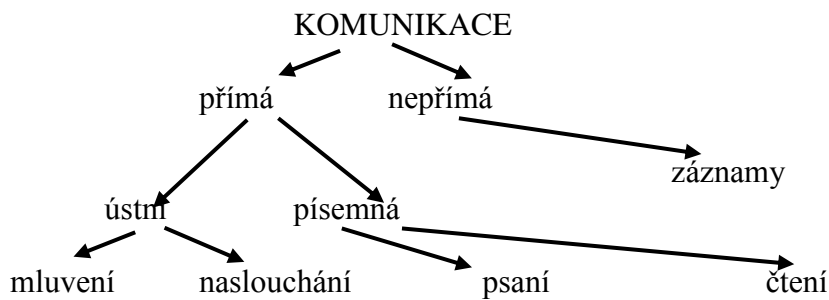 KOMUNIKACE
přímá nepřímá
záznamy
ústní písemná
mluvení naslouchání psaní čtení